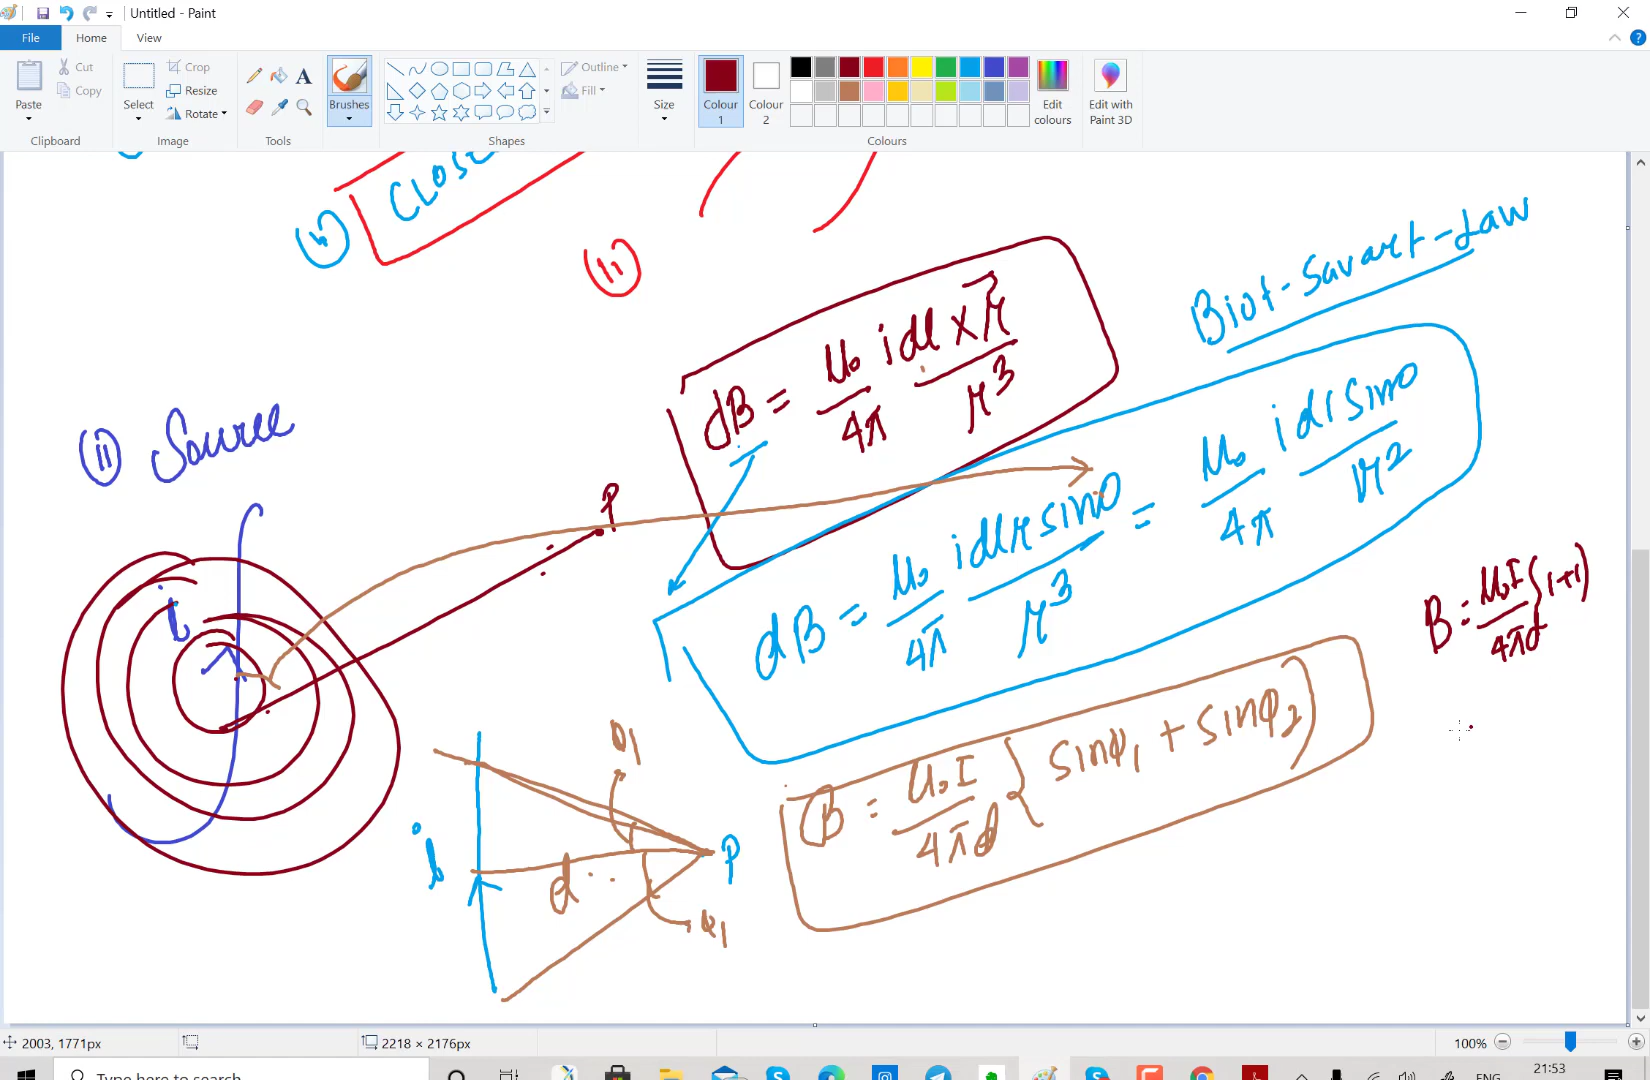 Untitled - Paint
File Home View
Paste
Cut
Copy
Clipboard
Select
Crop
Resize
Rotate
Image
Tools
Brushes
Shapes
Outline
Fill
Size
Colour 1
Colour 2
Edit colours
Edit with Paint 3D
Colours
CLOSE
(ii)
Biot-Savart-Law
dB = μ₀/4π idl × r⃗/r³
(ii) Source
P
i
dB = μ₀/4π idlr sinθ/r³ = μ₀/4π idl sinθ/r²
B = μ₀I/4πd {1+1)
B = μ₀I/4πd { sinφ₁ + sinφ₂ )
i
d
P
2003, 1771px
2218 × 2176px
100%
Type here to search
ENG
21:53